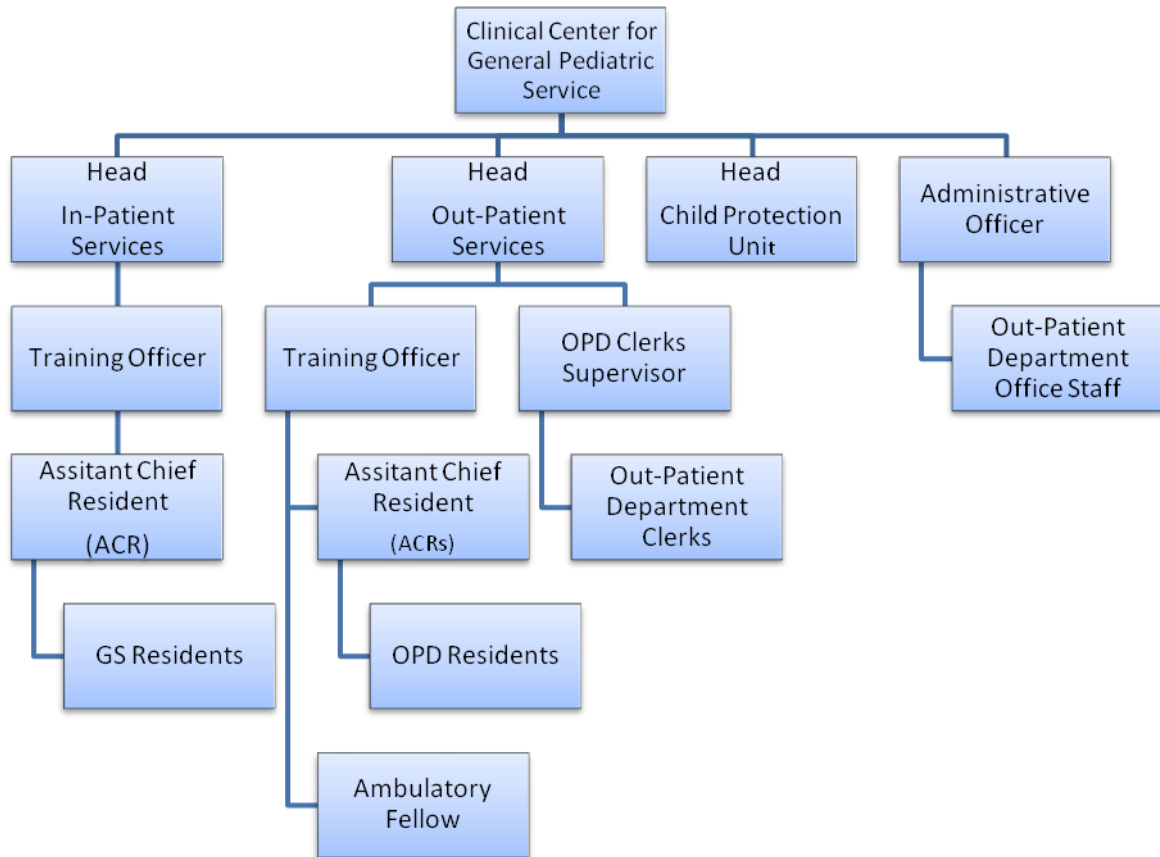 Clinical Center for
General Pediatric
Service
Head
In-Patient
Services
Head
Out-Patient
Services
Head
Child Protection
Unit
Administrative
Officer
Training Officer
Training Officer
OPD Clerks
Supervisor
Out-Patient
Department
Office Staff
Assitant Chief
Resident
(ACR)
Assitant Chief
Resident
(ACRs)
Out-Patient
Department
Clerks
GS Residents
OPD Residents
Ambulatory
Fellow